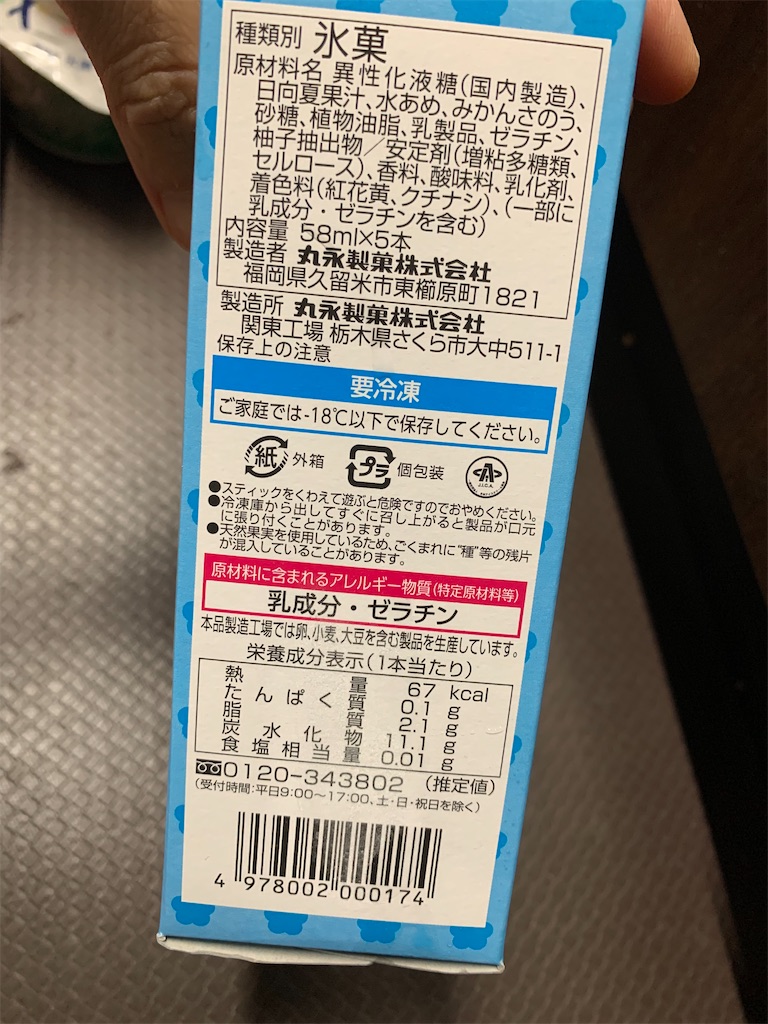 種類別 氷菓
原材料名 異性化液糖(国内製造)、
日向夏果汁、水あめ、みかんさのう、
砂糖、植物油脂、乳製品、ゼラチン、
柚子抽出物/安定剤(増粘多糖類、
セルロース)、香料、酸味料、乳化剤、
着色料(紅花黄、クチナシ)、(一部に
乳成分・ゼラチンを含む)
内容量 58ml×5本
製造者 丸永製菓株式会社
福岡県久留米市東櫛原町1821
製造所 丸永製菓株式会社
関東工場 栃木県さくら市大中511-1
保存上の注意
要冷凍
ご家庭では-18℃以下で保存してください。
紙 外箱 プラ 個包装 J.I.C.A.
●スティックをくわえて遊ぶと危険ですのでおやめください。
●冷凍庫から出してすぐに召し上がると製品が口元
に張り付くことがあります。
●天然果実を使用しているため、ごくまれに"種"等の残片
が混入していることがあります。
原材料に含まれるアレルギー物質(特定原材料等)
乳成分・ゼラチン
本品製造工場では卵、小麦、大豆を含む製品を生産しています。
栄養成分表示(1本当たり)
熱量 67 kcal
たんぱく質 0.1 g
脂質 2.1 g
炭水化物 11.1 g
食塩相当量 0.01 g
0120-343802 (推定値)
(受付時間:平日9:00～17:00、土・日・祝日を除く)
4 978002 000174